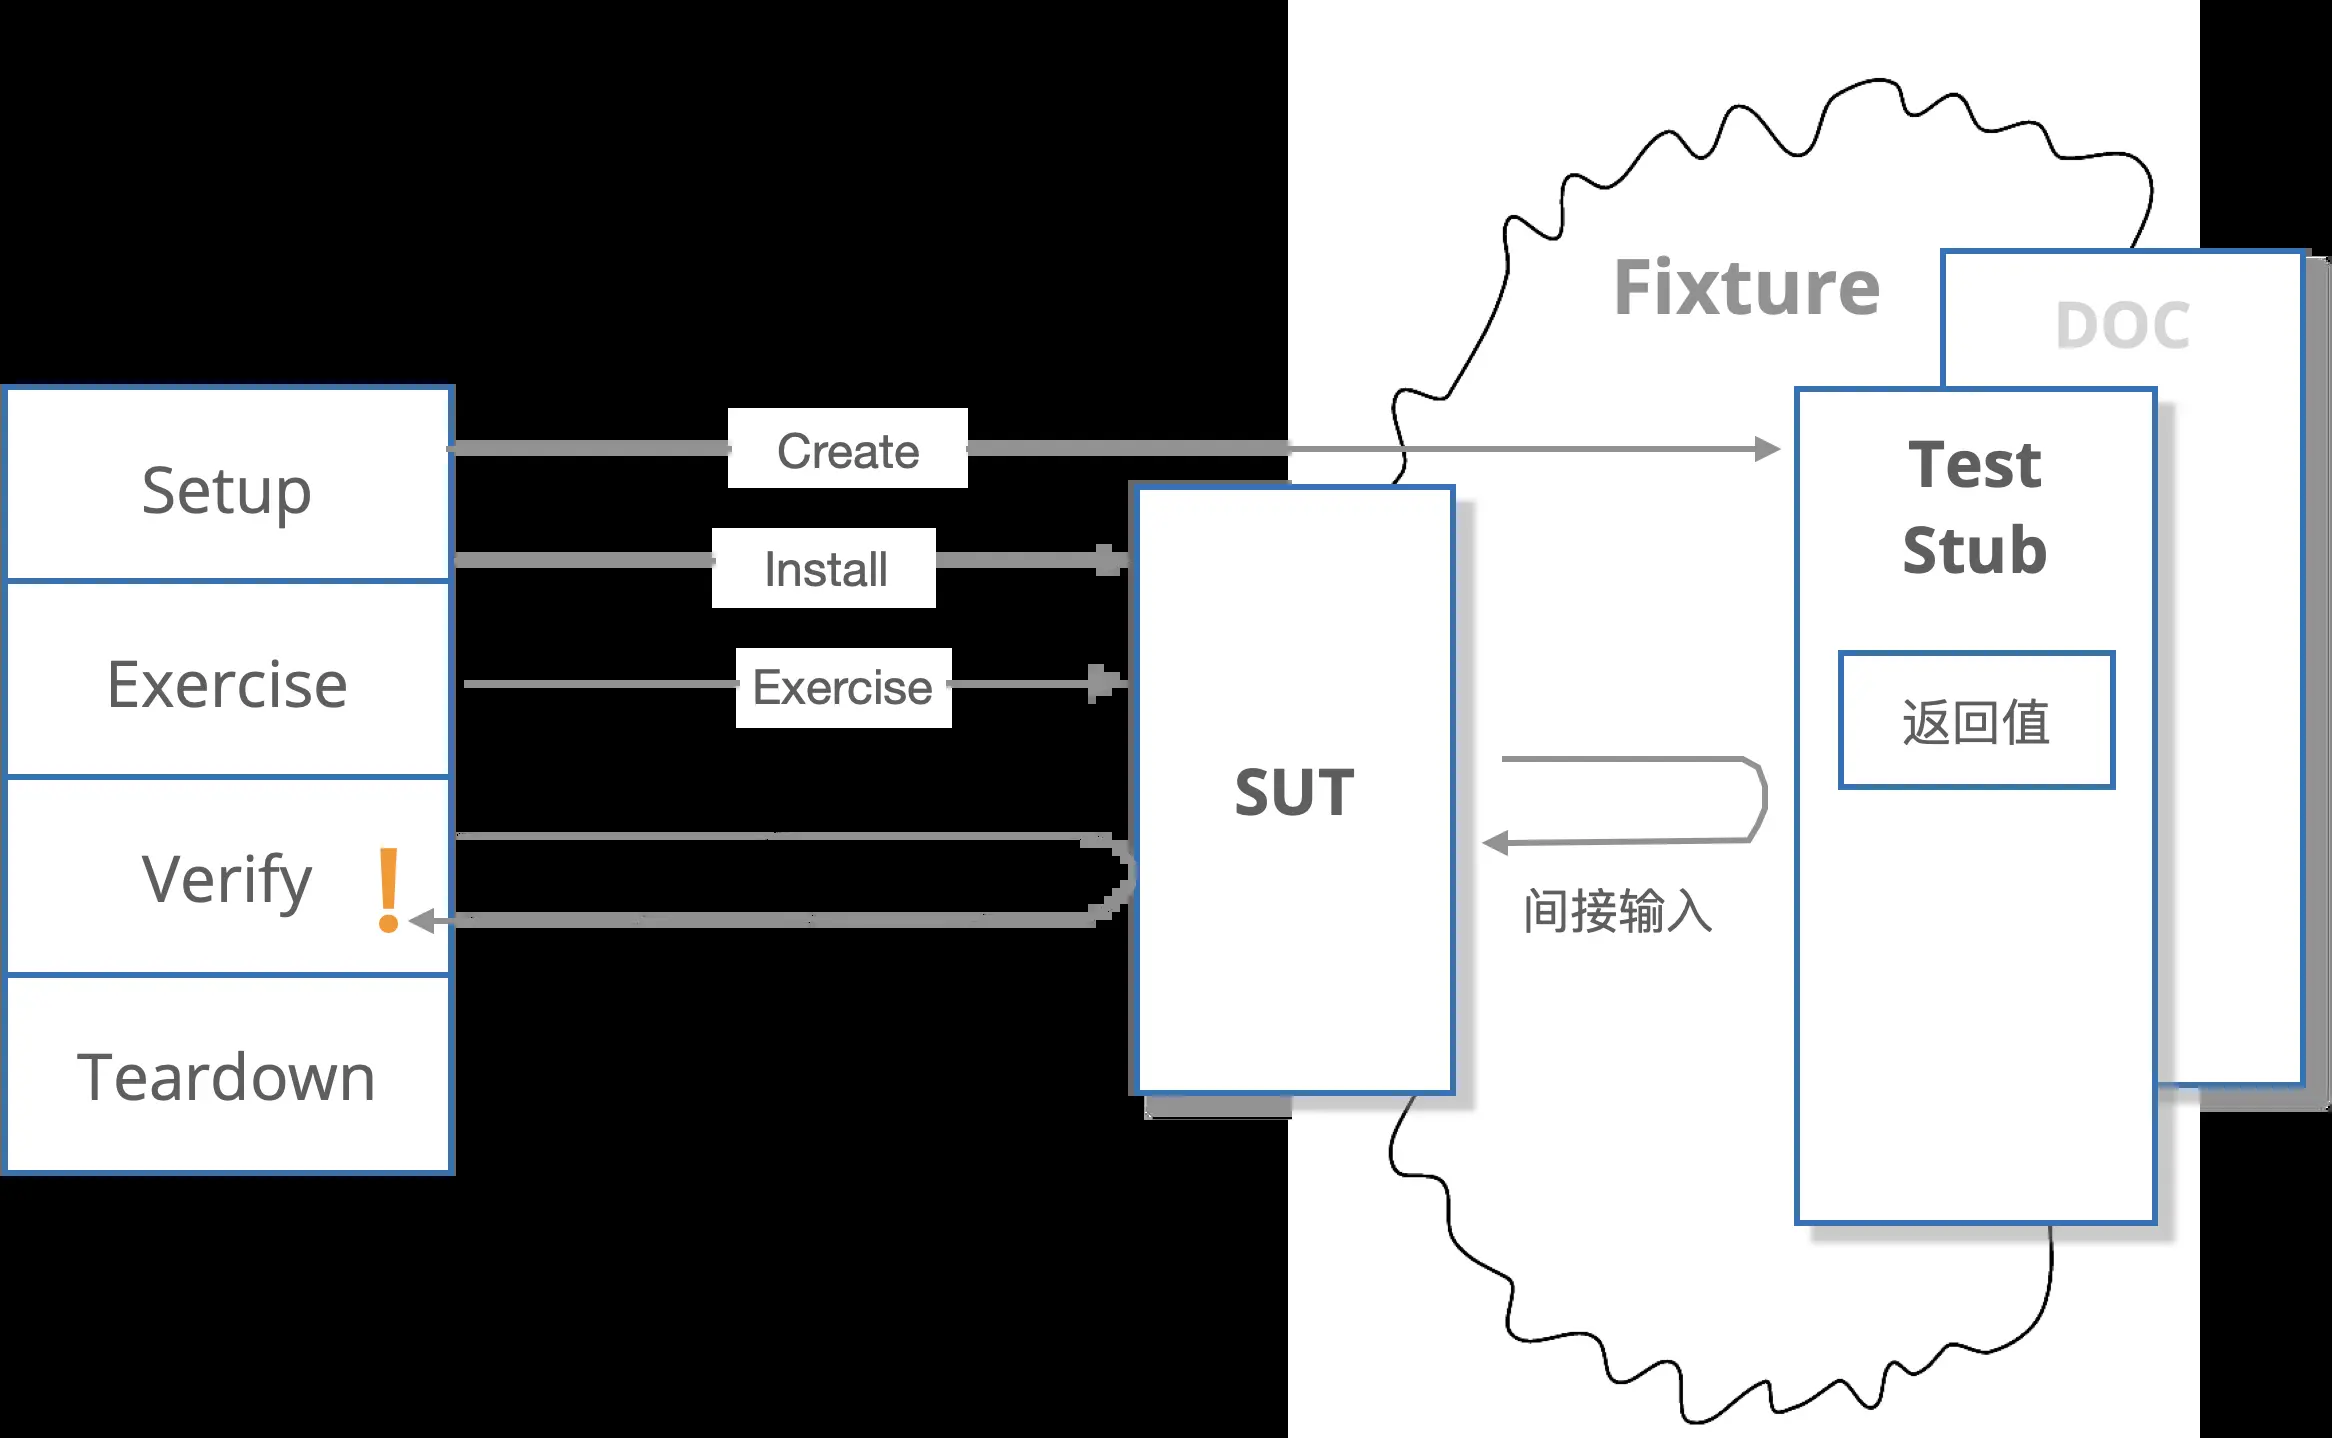 Fixture
DOC
Setup
Create
Test
Stub
Install
Exercise
Exercise
返回值
SUT
Verify
!
间接输入
Teardown